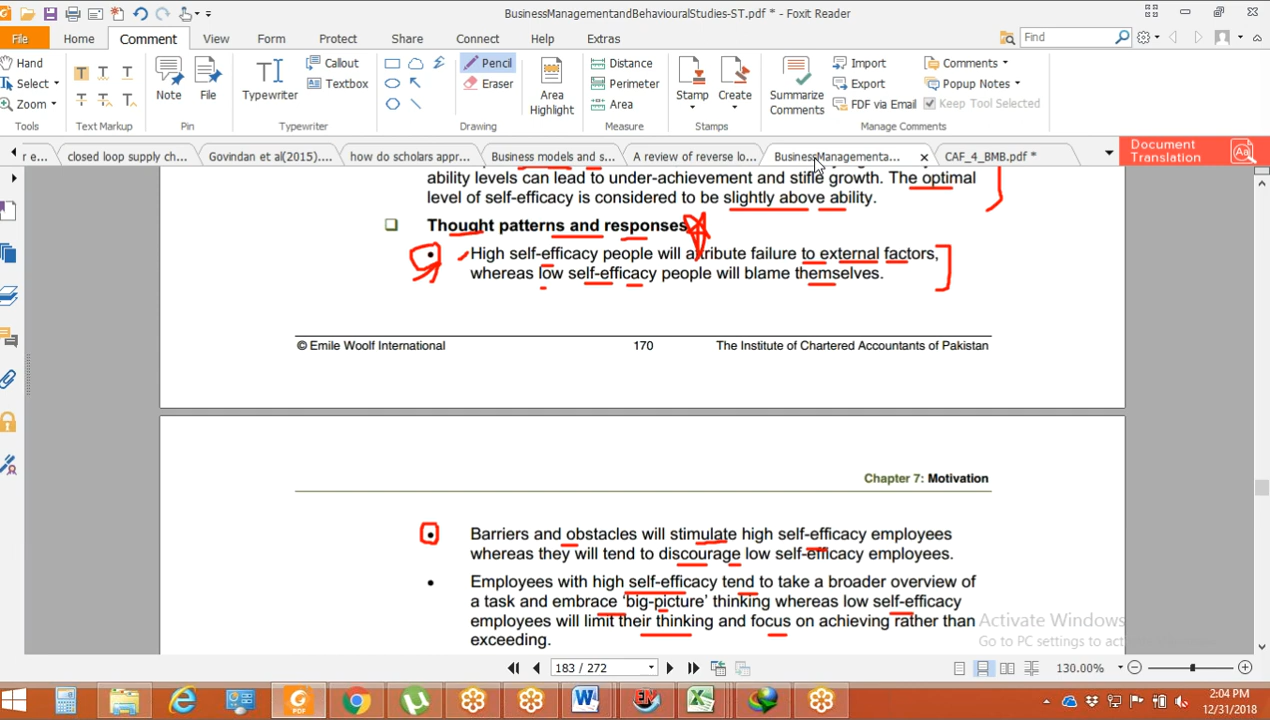 BusinessManagementandBehaviouralStudies-ST.pdf * - Foxit Reader
File Home Comment View Form Protect Share Connect Help Extras Find
Hand Select Zoom Tools
T T T T T T Text Markup
Note File Pin
Typewriter Callout Textbox Typewriter
Pencil Eraser Area Highlight Drawing
Distance Perimeter Area Measure
Stamp Create Stamps
Summarize Comments Import Export FDF via Email Comments Popup Notes Keep Tool Selected Manage Comments
r e... closed loop supply ch... Govindan et al(2015).... how do scholars appr... Business models and s... A review of reverse lo... BusinessManagementa... CAF_4_BMB.pdf * Document Translation
ability levels can lead to under-achievement and stifle growth. The optimal
level of self-efficacy is considered to be slightly above ability.
Thought patterns and responses
• High self-efficacy people will attribute failure to external factors,
whereas low self-efficacy people will blame themselves.
© Emile Woolf International 170 The Institute of Chartered Accountants of Pakistan
Chapter 7: Motivation
• Barriers and obstacles will stimulate high self-efficacy employees
whereas they will tend to discourage low self-efficacy employees.
• Employees with high self-efficacy tend to take a broader overview of
a task and embrace 'big-picture' thinking whereas low self-efficacy
employees will limit their thinking and focus on achieving rather than
exceeding.
Activate Windows
Go to PC settings to act
183 / 272 130.00%
2:04 PM
12/31/2018